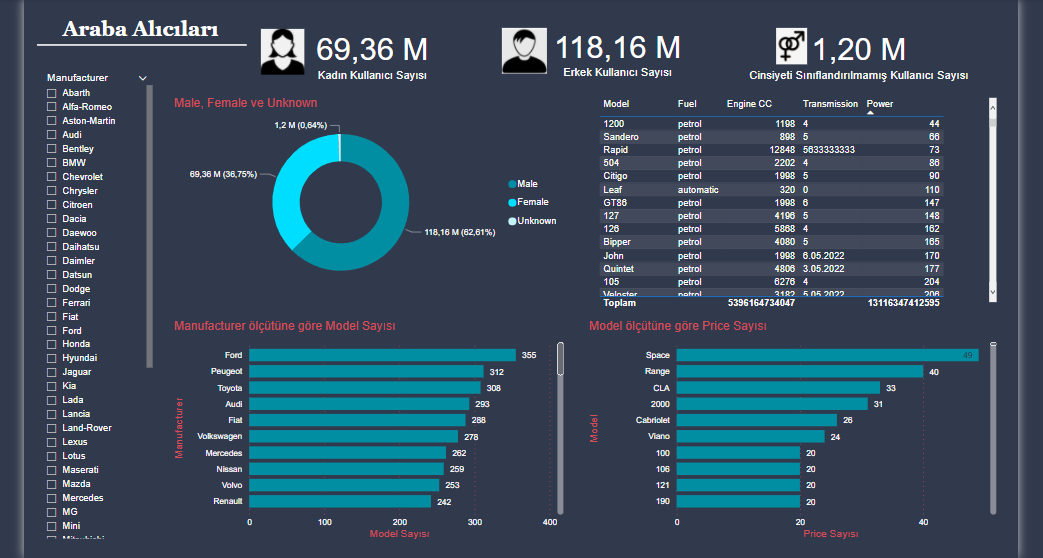 Araba Alıcıları
69,36 M
Kadın Kullanıcı Sayısı
118,16 M
Erkek Kullanıcı Sayısı
1,20 M
Cinsiyeti Sınıflandırılmamış Kullanıcı Sayısı
Manufacturer
Abarth
Alfa-Romeo
Aston-Martin
Audi
Bentley
BMW
Chevrolet
Chrysler
Citroen
Dacia
Daewoo
Daihatsu
Daimler
Datsun
Dodge
Ferrari
Fiat
Ford
Honda
Hyundai
Jaguar
Kia
Lada
Lancia
Land-Rover
Lexus
Lotus
Maserati
Mazda
Mercedes
MG
Mini
Mitsubishi
Male, Female ve Unknown
1,2 M (0,64%)
69,36 M (36,75%)
118,16 M (62,61%)
Male
Female
Unknown
Model Fuel Engine CC Transmission Power
1200 petrol 1198 4 44
Sandero petrol 898 5 66
Rapid petrol 12848 5633333333 73
504 petrol 2202 4 86
Citigo petrol 1998 5 90
Leaf automatic 320 0 110
GT86 petrol 1998 6 147
127 petrol 4196 5 148
126 petrol 5868 4 162
Bipper petrol 4080 5 165
John petrol 1998 6.05.2022 170
Quintet petrol 4806 3.05.2022 177
105 petrol 6276 4 204
Veloster petrol 3182 5.05.2022 206
Toplam 5396164734047 13116347412595
Manufacturer ölçütüne göre Model Sayısı
Manufacturer
Ford 355
Peugeot 312
Toyota 308
Audi 293
Fiat 288
Volkswagen 278
Mercedes 262
Nissan 259
Volvo 253
Renault 242
0 100 200 300 400
Model Sayısı
Model ölçütüne göre Price Sayısı
Model
Space 49
Range 40
CLA 33
2000 31
Cabriolet 26
Viano 24
100 20
106 20
121 20
190 20
0 20 40
Price Sayısı